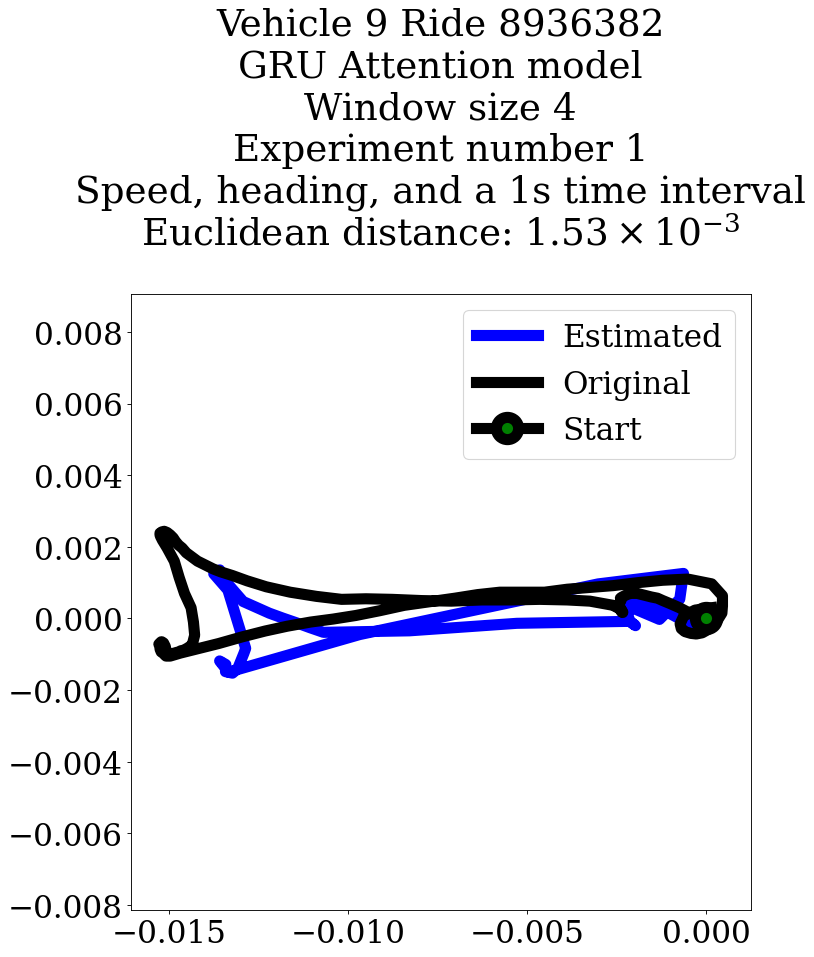 Vehicle 9 Ride 8936382
GRU Attention model
Window size 4
Experiment number 1
Speed, heading, and a 1s time interval
Euclidean distance: 1.53 × 10⁻³
Estimated
Original
Start
0.008
0.006
0.004
0.002
0.000
−0.002
−0.004
−0.006
−0.008
−0.015 −0.010 −0.005 0.000